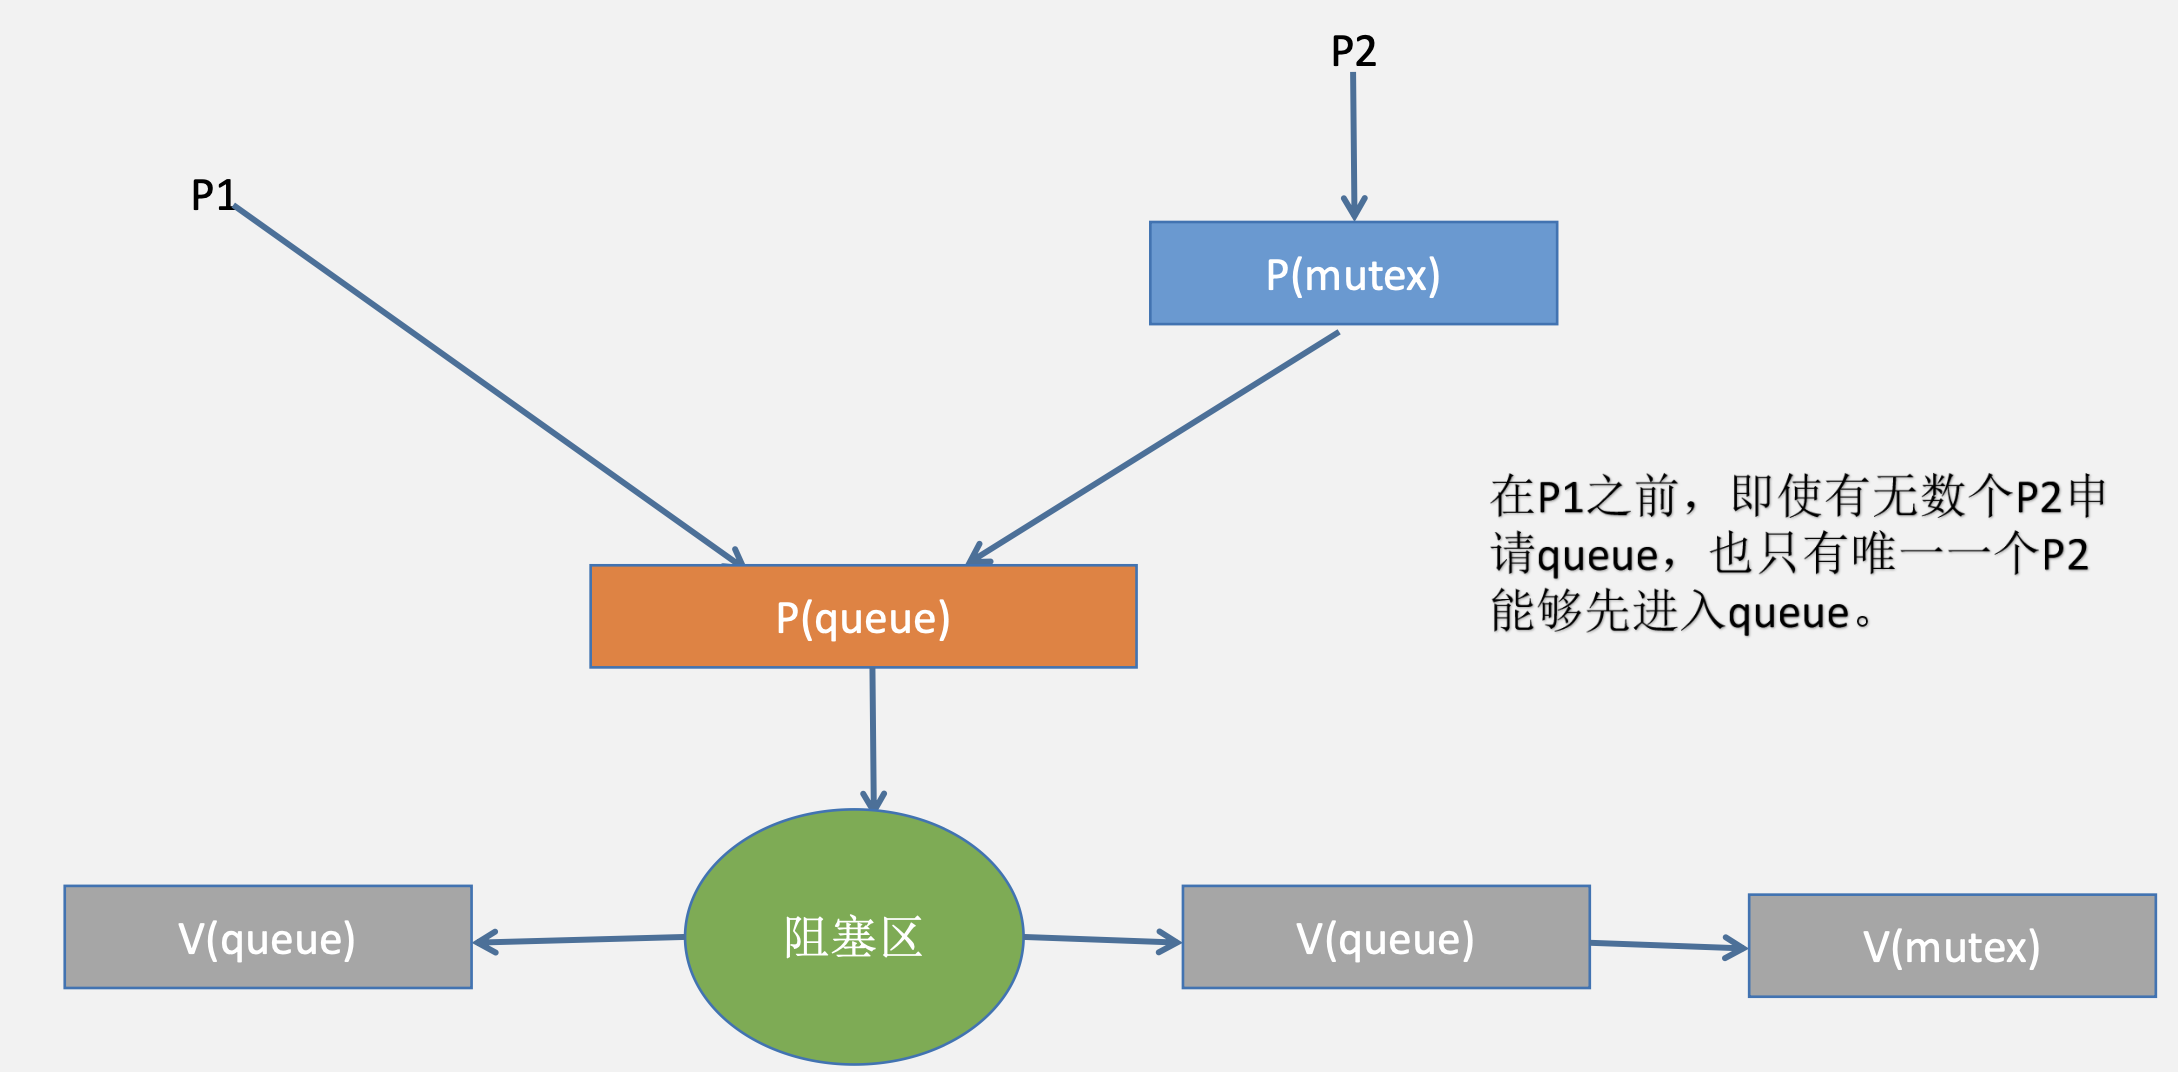 P2
P1
P(mutex)
在P1之前，即使有无数个P2申
请queue，也只有唯一一个P2
能够先进入queue。
P(queue)
V(queue)
阻塞区
V(queue)
V(mutex)